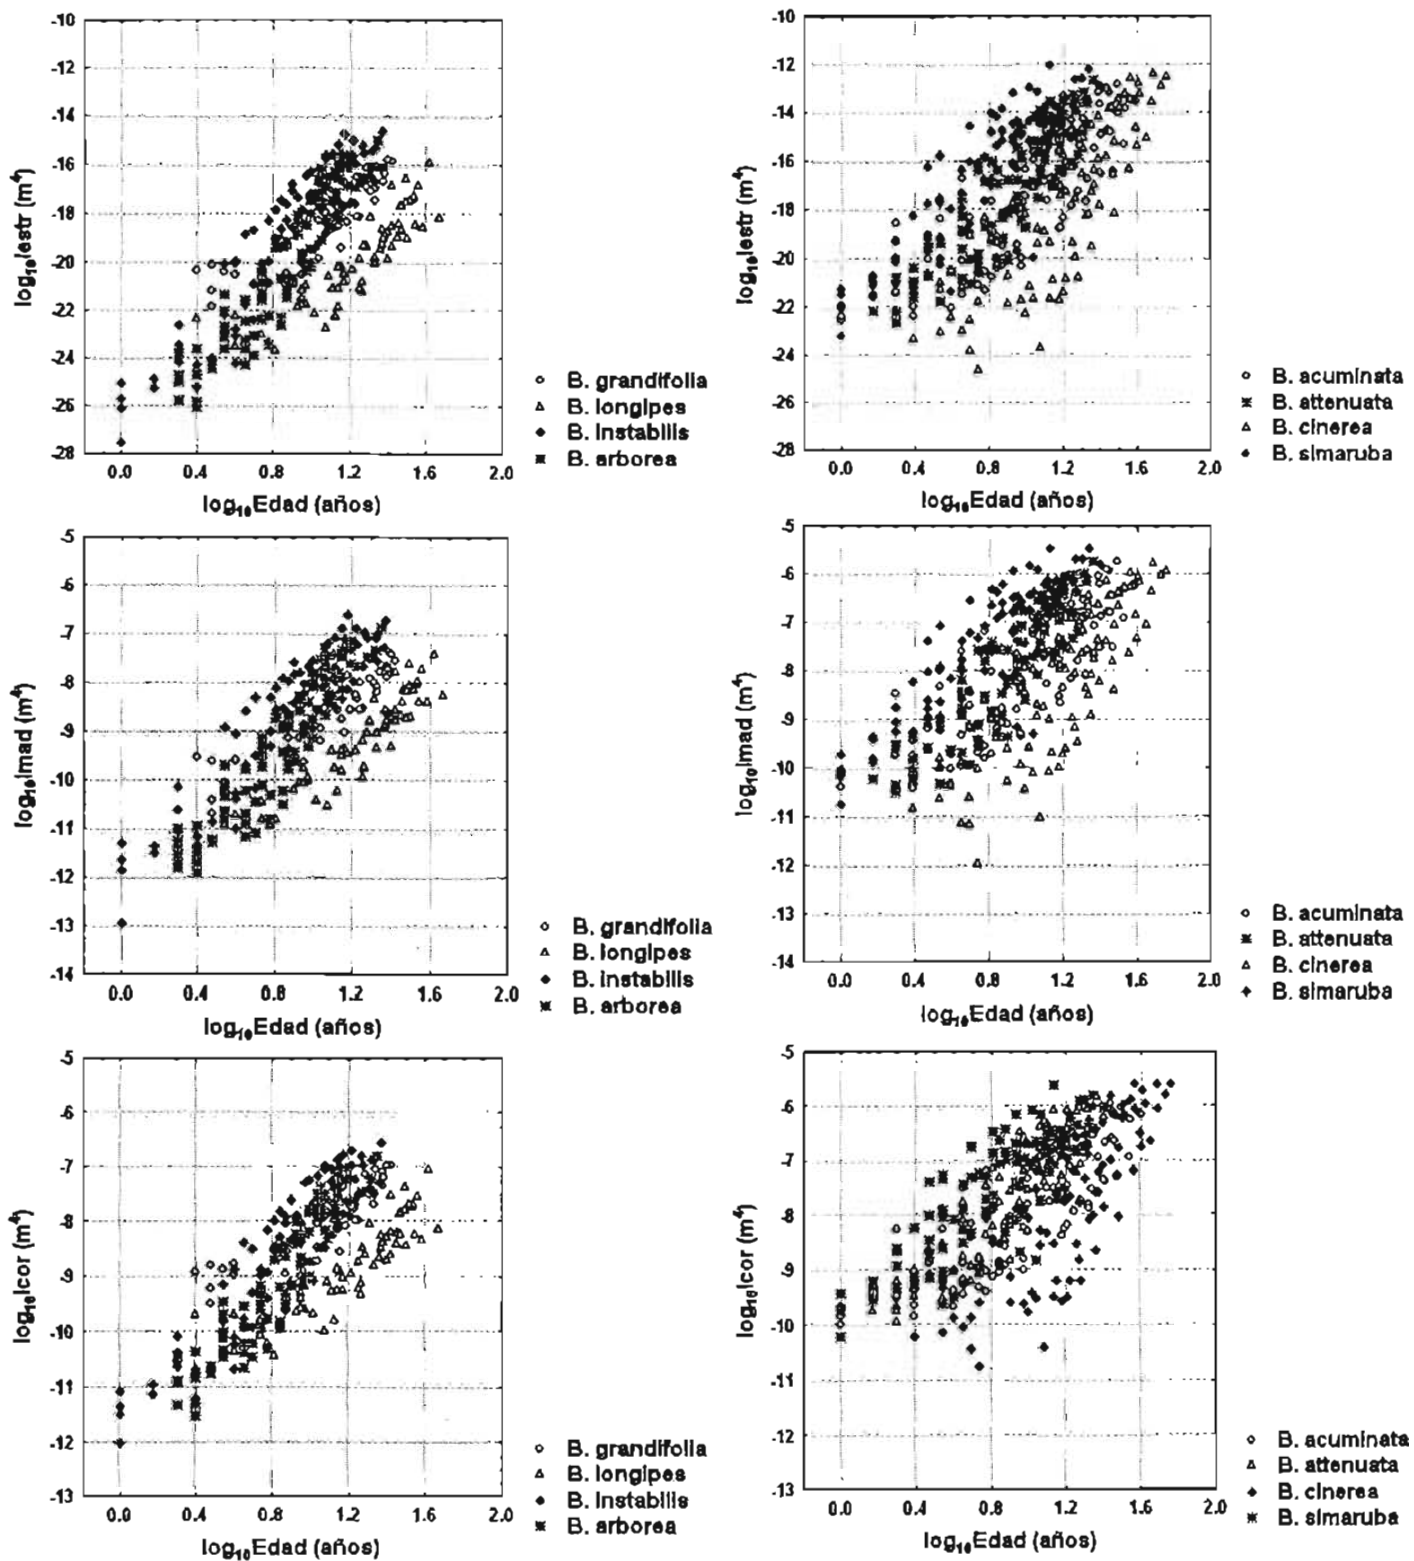 -10
-12
-14
-16
-18
-20
-22
-24
-26
-28
log₁₀Iestr (m⁴)
0.0 0.4 0.8 1.2 1.6 2.0
log₁₀Edad (años)
B. grandifolia
B. longipes
B. instabilis
B. arborea
-10
-12
-14
-16
-18
-20
-22
-24
-26
-28
log₁₀Iestr (m⁴)
0.0 0.4 0.8 1.2 1.6 2.0
log₁₀Edad (años)
B. acuminata
B. attenuata
B. cinerea
B. simaruba
-5
-6
-7
-8
-9
-10
-11
-12
-13
-14
log₁₀Imad (m⁴)
0.0 0.4 0.8 1.2 1.6 2.0
log₁₀Edad (años)
B. grandifolia
B. longipes
B. instabilis
B. arborea
-5
-6
-7
-8
-9
-10
-11
-12
-13
-14
log₁₀Imad (m⁴)
0.0 0.4 0.8 1.2 1.6 2.0
log₁₀Edad (años)
B. acuminata
B. attenuata
B. cinerea
B. simaruba
-5
-6
-7
-8
-9
-10
-11
-12
-13
log₁₀Icor (m⁴)
0.0 0.4 0.8 1.2 1.6 2.0
log₁₀Edad (años)
B. grandifolia
B. longipes
B. instabilis
B. arborea
-5
-6
-7
-8
-9
-10
-11
-12
-13
log₁₀Icor (m⁴)
0.0 0.4 0.8 1.2 1.6 2.0
log₁₀Edad (años)
B. acuminata
B. attenuata
B. cinerea
B. simaruba